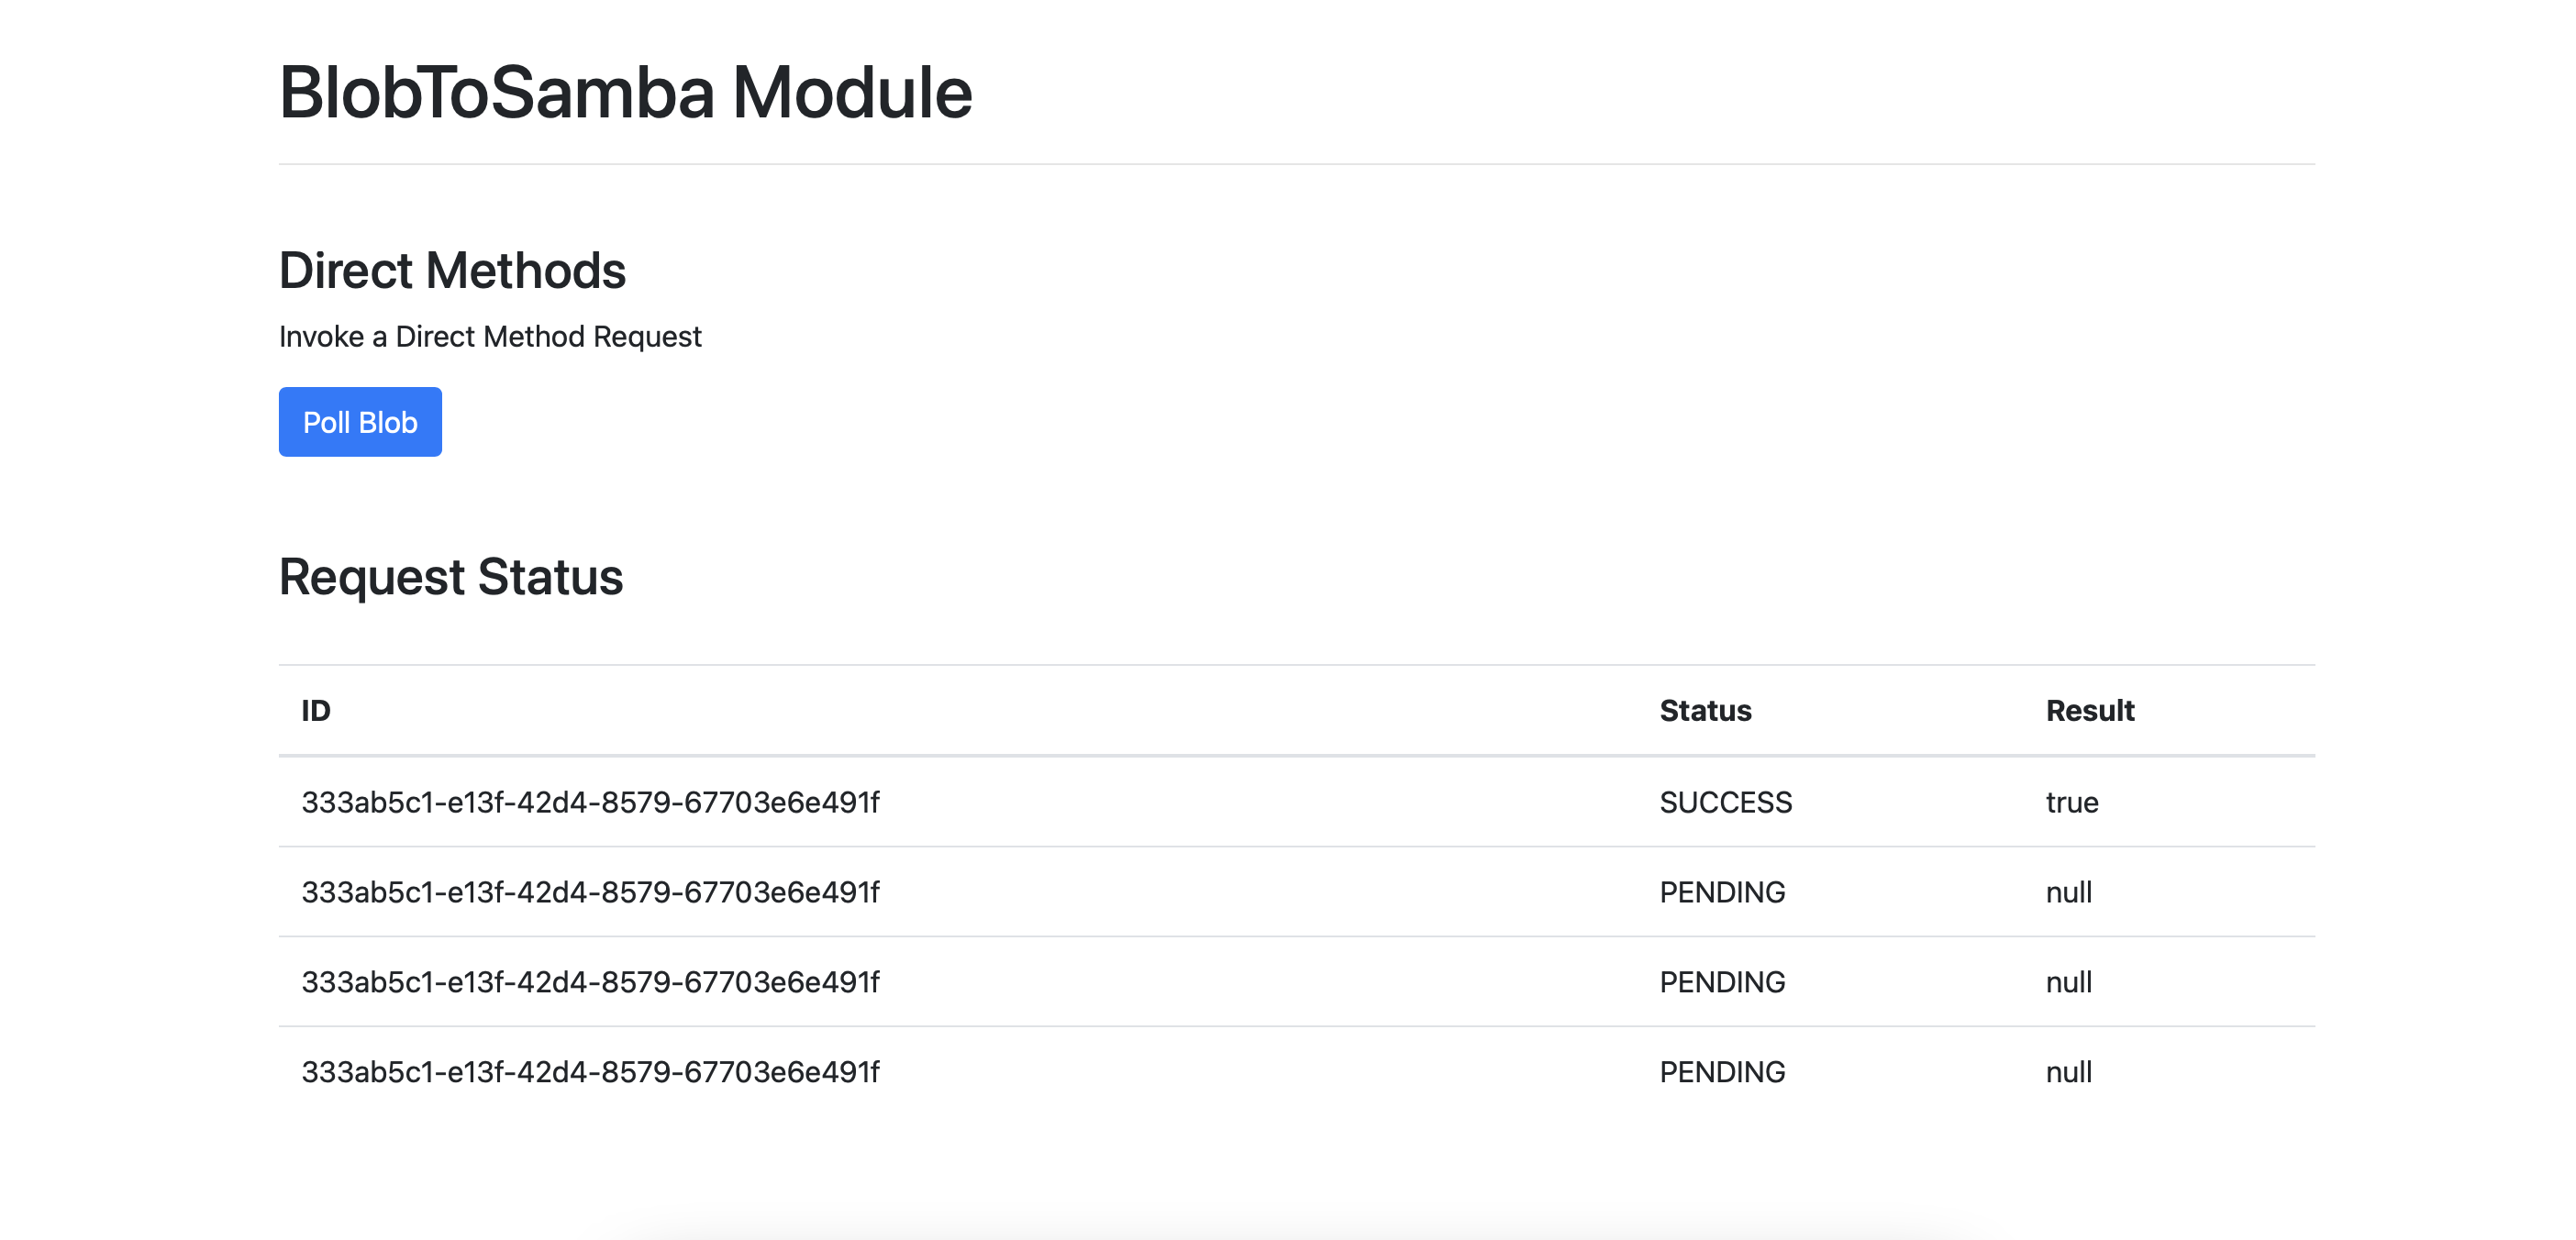 BlobToSamba Module
Direct Methods
Invoke a Direct Method Request
Poll Blob
Request Status
ID Status Result
333ab5c1-e13f-42d4-8579-67703e6e491f SUCCESS true
333ab5c1-e13f-42d4-8579-67703e6e491f PENDING null
333ab5c1-e13f-42d4-8579-67703e6e491f PENDING null
333ab5c1-e13f-42d4-8579-67703e6e491f PENDING null